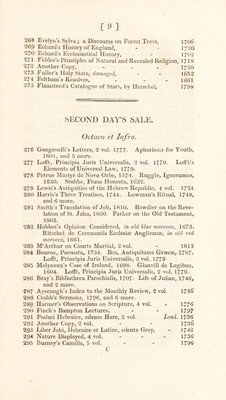 [ 9 ]
268 Evelyn's Sylva; a Discourse on Forest Trees, 1706
269 Echard's History of England, - 1720
270 Echard's Ecclesiastical History, - 1702
271 Fiddes's Principles of Natural and Revealed Religion, 1718
272 Another Copy, - - 1720
273 Fuller's Holy State, damaged, - 1652
274 Feltham's Resolves, - - 1661
275 Flamsteed's Catalogue of Stars, by Herschel, 1798
SECOND DAY'S SALE.
Octavo et Infra.
276 Ganganelli's Letters, 2 vol. 1777. Aphorisms for Youth,
1801, and 5 more.
277 Lofft, Principia Juris Universalis, 2 vol. 1779. Lofft's
Elements of Universal Law, 1779.
278 Petrus Martyr de Novo Orbe, 1574. Ruggle, Ignoramus,
1630. Stubbe, Fraus Honesta, 1632.
279 Lewis's Antiquities of the Hebrew Republic, 4 vol. 1734
280 Harris's Three Treatises, 1744. Lowman's Ritual, 1748,
and 6 more.
281 Smith's Translation of Job, 1810. Bowdler on the Reve-
lation of St. John, 1800. Parker on the Old Testament,
1803.
282 Hobbes's Opinion Considered, in old blue morocco, 1673.
Ritschel de Ceremoniis Ecclesiæ Anglicanæ, in old red
morocco, 1661.
283 M'Arthur on Courts Martial, 2 vol. 1813
284 Bourne, Poemata, 1734. Bos, Antiquitates Græcæ, 1787.
Lofft, Principia Juris Universalis, 2 vol. 1779
285 Molyneux's Case of Ireland, 1698. Glanvill de Legibus,
1604. Lofft, Principia Juris Universalis, 2 vol. 1779.
286 Bray's Bibliotheca Parochialis, 1707. Life of Julian, 1746,
and 2 more.
287 Ayscough's Index to the Monthly Review, 2 vol. 1786
288 Crabb's Sermons, 1796, and 6 more.
289 Harmer's Observations on Scripture, 4 vol. - 1776
290 Finch's Bampton Lectures, - - 1797
291 Psalmi Hebraice, edente Hare, 2 vol. Lond. 1736
292 Another Copy, 2 vol. - - 1736
293 Liber Jobi, Hebraice et Latine, edente Grey, - 1742
294 Nature Displayed, 4 vol. - - 1736
295 Burney's Camilla, 5 vol. - - 1796
C